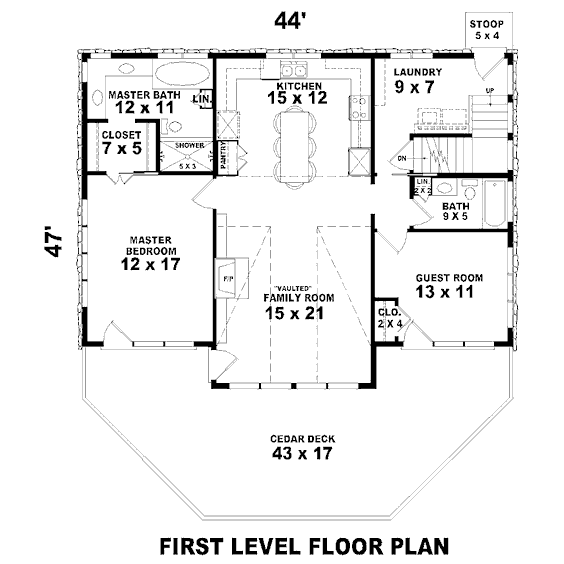 44'
STOOP
5 x 4
MASTER BATH
12 x 11
LIN.
KITCHEN
15 x 12
LAUNDRY
9 x 7
UP
CLOSET
7 x 5
SHOWER
5 X 3
PANTRY
DN
LIN.
2 x 2
BATH
9 X 5
47'
MASTER
BEDROOM
12 x 17
F/P
"VAULTED"
FAMILY ROOM
15 x 21
GUEST ROOM
13 x 11
CLO.
2 X 4
CEDAR DECK
43 x 17
FIRST LEVEL FLOOR PLAN